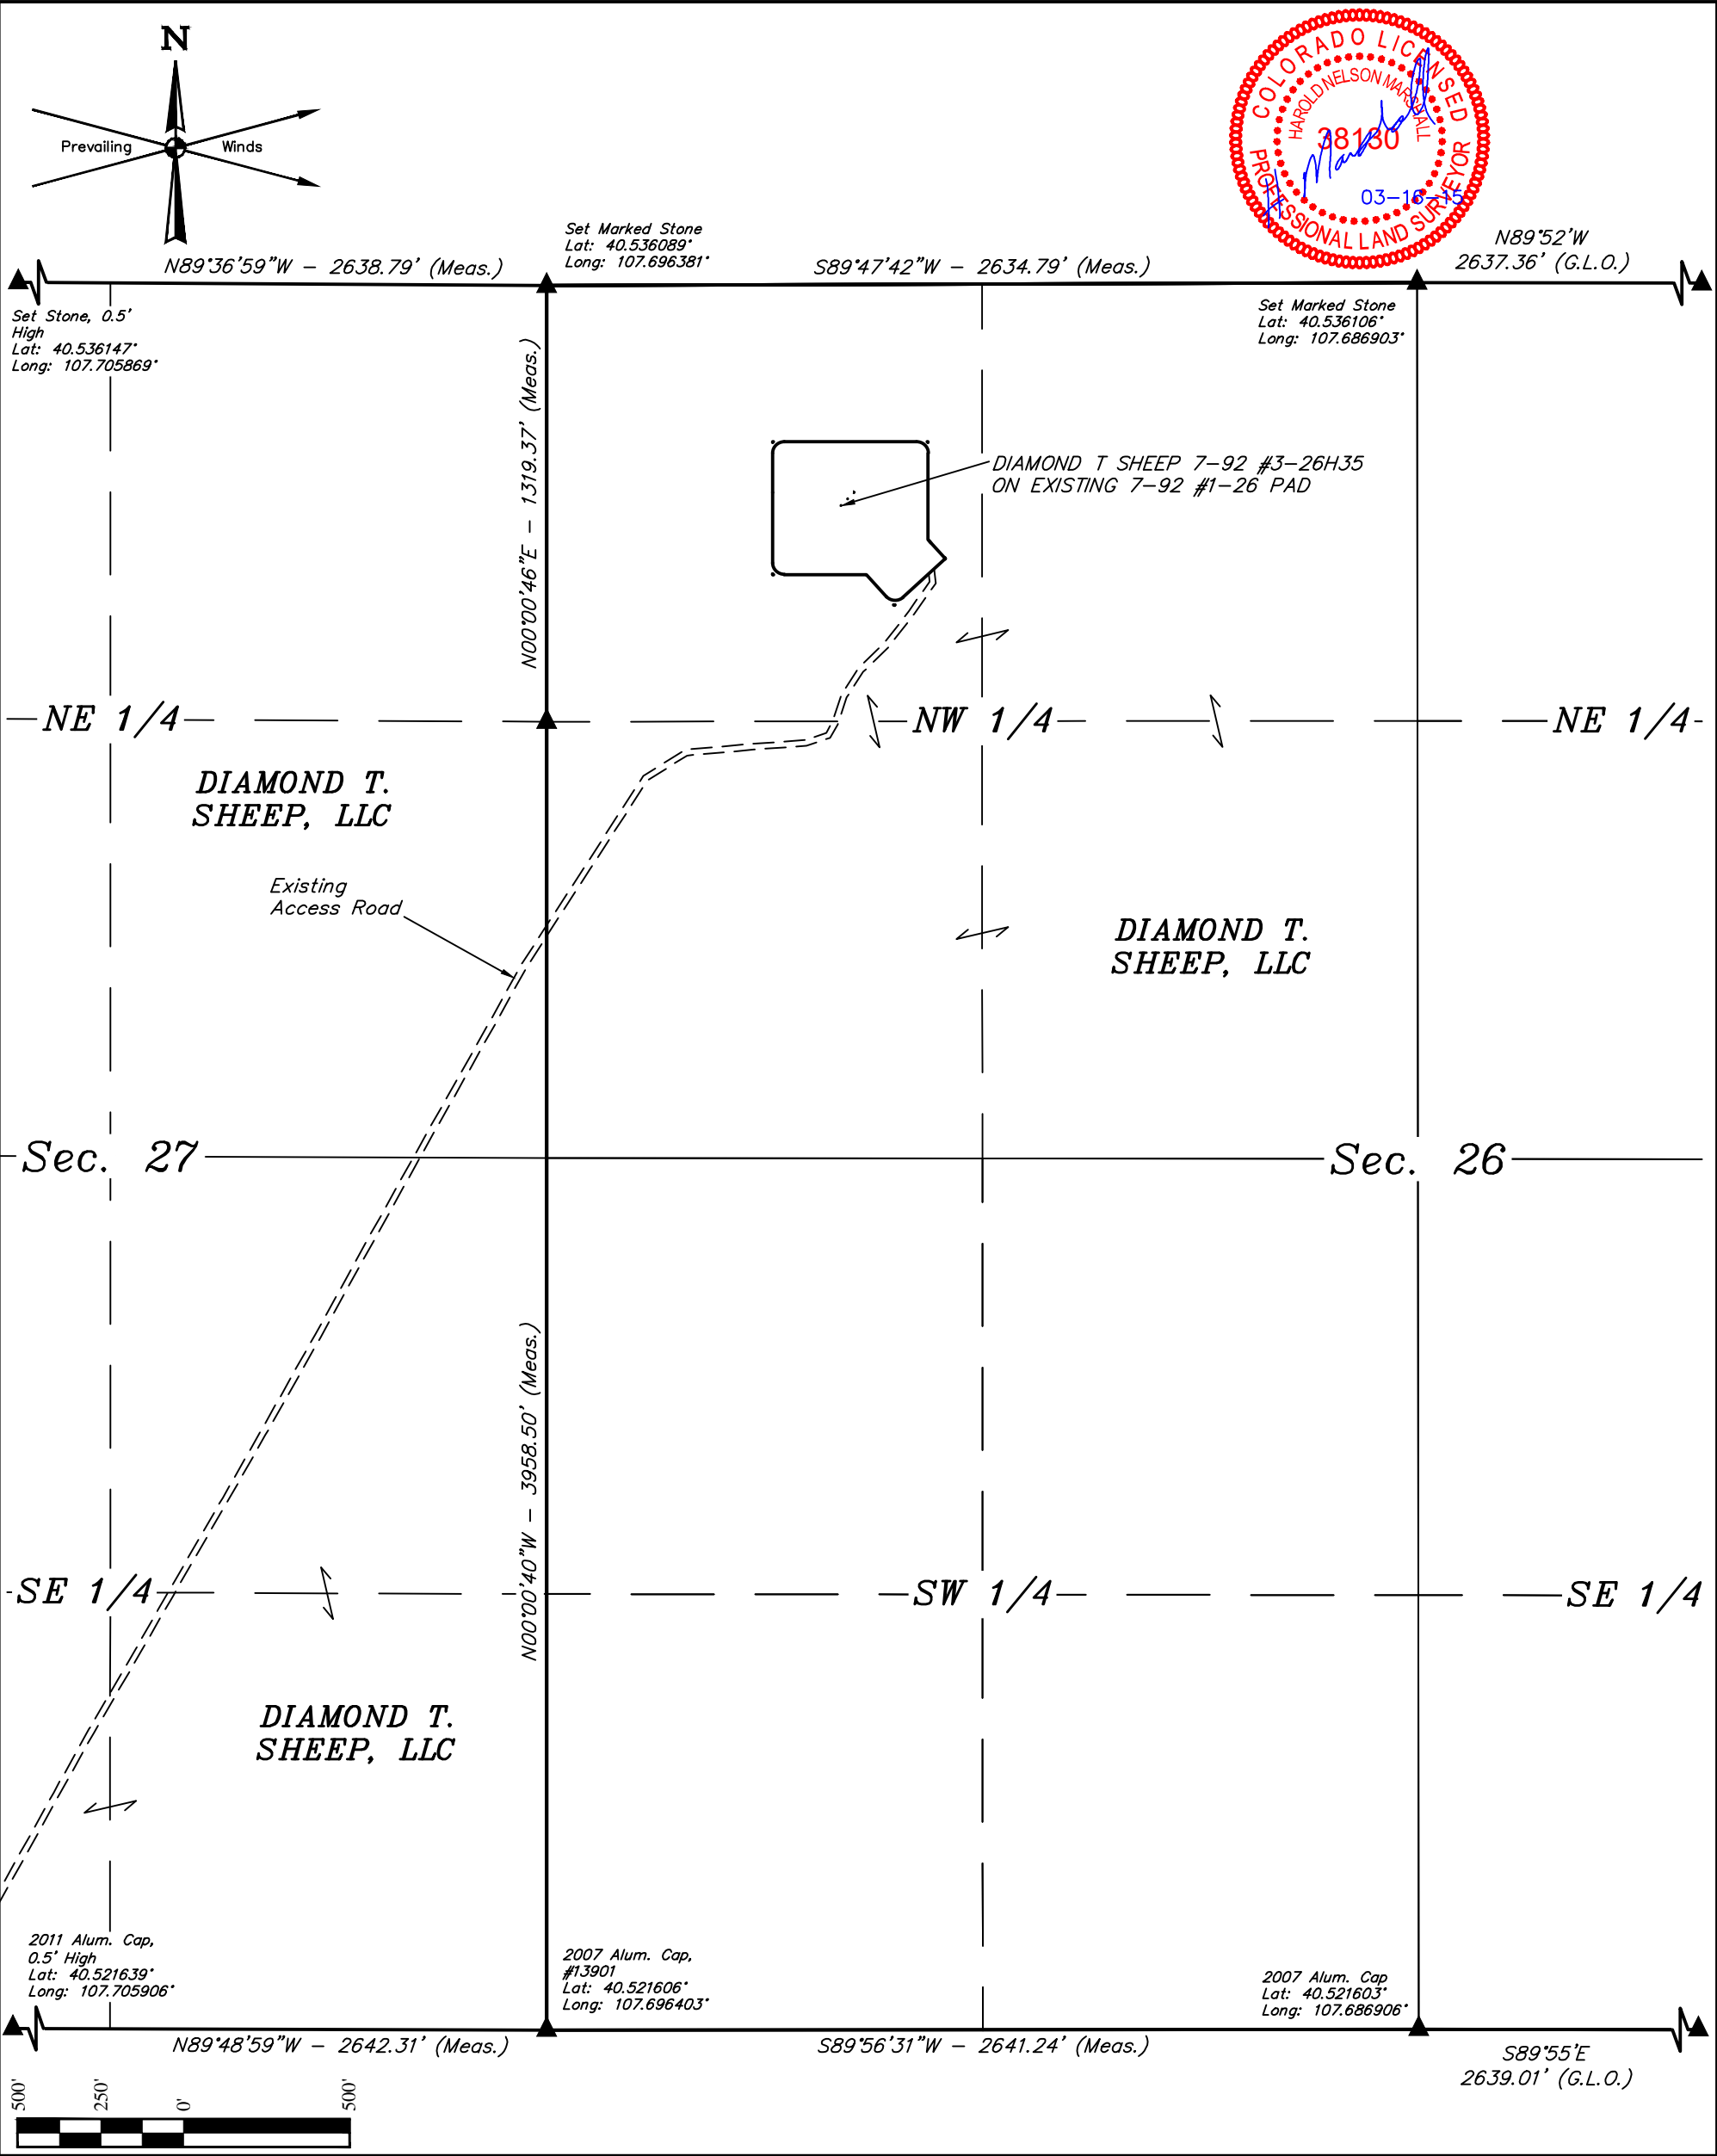 N
Prevailing Winds
COLORADO LICENSED
HAROLD NELSON MARSHALL
38130
03-16-15
PROFESSIONAL LAND SURVEYOR
N89°36'59"W - 2638.79' (Meas.)
Set Marked Stone
Lat: 40.536089°
Long: 107.696381°
S89°47'42"W - 2634.79' (Meas.)
N89°52'W
2637.36' (G.L.O.)
Set Stone, 0.5'
High
Lat: 40.536147°
Long: 107.705869°
Set Marked Stone
Lat: 40.536106°
Long: 107.686903°
N00°00'46"E - 1319.37' (Meas.)
DIAMOND T SHEEP 7-92 #3-26H35
ON EXISTING 7-92 #1-26 PAD
NE 1/4
NW 1/4
NE 1/4
DIAMOND T.
SHEEP, LLC
Existing
Access Road
DIAMOND T.
SHEEP, LLC
Sec. 27
Sec. 26
N00°00'40"W - 3958.50' (Meas.)
SE 1/4
SW 1/4
SE 1/4
DIAMOND T.
SHEEP, LLC
2011 Alum. Cap,
0.5' High
Lat: 40.521639°
Long: 107.705906°
2007 Alum. Cap,
#13901
Lat: 40.521606°
Long: 107.696403°
2007 Alum. Cap
Lat: 40.521603°
Long: 107.686906°
N89°48'59"W - 2642.31' (Meas.)
S89°56'31"W - 2641.24' (Meas.)
S89°55'E
2639.01' (G.L.O.)
500' 250' 0' 500'